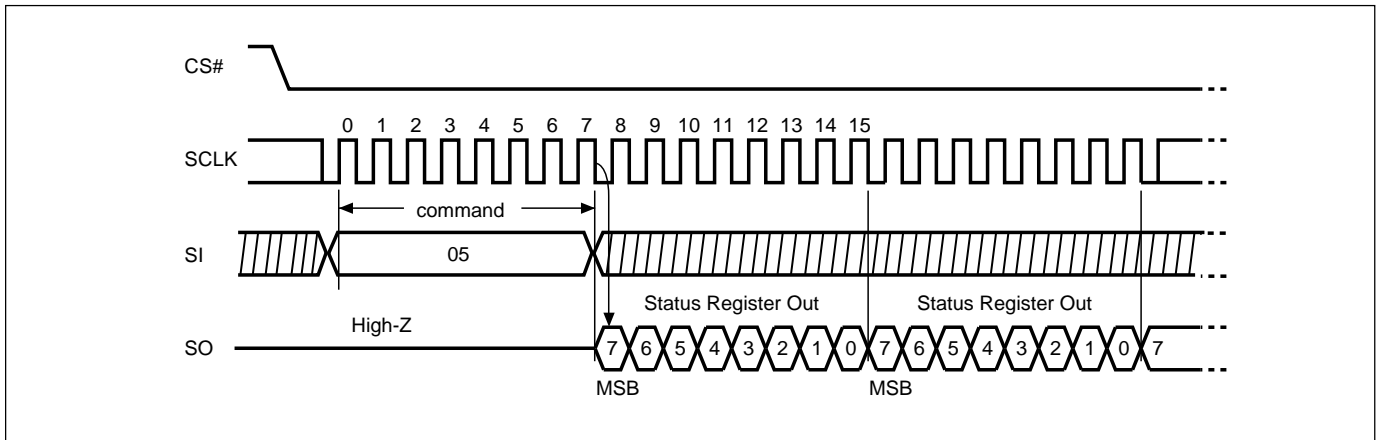 CS#
0 1 2 3 4 5 6 7 8 9 10 11 12 13 14 15
SCLK
command
SI
05
Status Register Out Status Register Out
High-Z
SO
7 6 5 4 3 2 1 0 7 6 5 4 3 2 1 0 7
MSB MSB